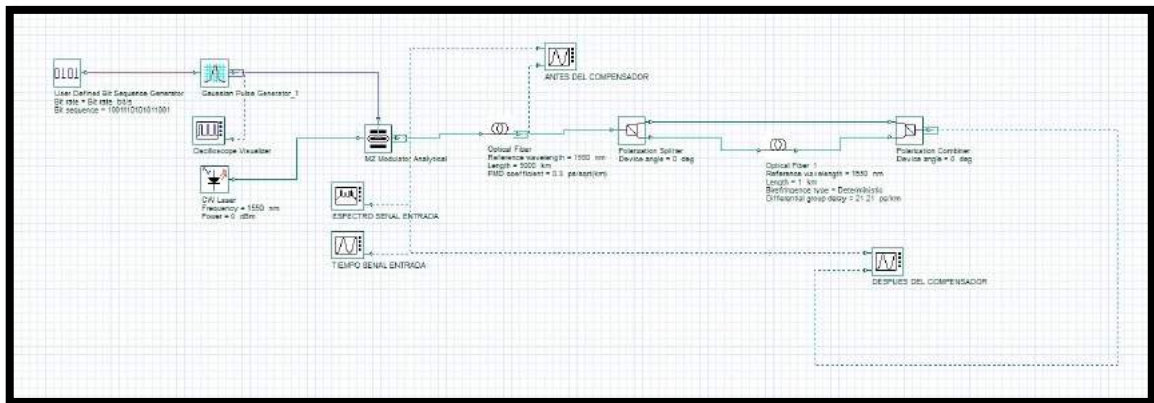 0101
User Defined Bit Sequence Generator
Bit rate = Bit rate bit/s
Bit sequence = 1001110101011001
Gaussian Pulse Generator_1
Oscilloscope Visualizer
CW Laser
Frequency = 1550 nm
Power = 0 dBm
MZ Modulator Analytical
ESPECTRO SENAL ENTRADA
TIEMPO SENAL ENTRADA
ANTES DEL COMPENSADOR
Optical Fiber
Reference wavelength = 1550 nm
Length = 5000 km
PMD coefficient = 0.3 ps/sqrt(km)
Polarization Splitter
Device angle = 0 deg
Optical Fiber_1
Reference wavelength = 1550 nm
Length = 1 km
Birefringence type = Deterministic
Differential group delay = 21.21 ps/km
Polarization Combiner
Device angle = 0 deg
DESPUES DEL COMPENSADOR